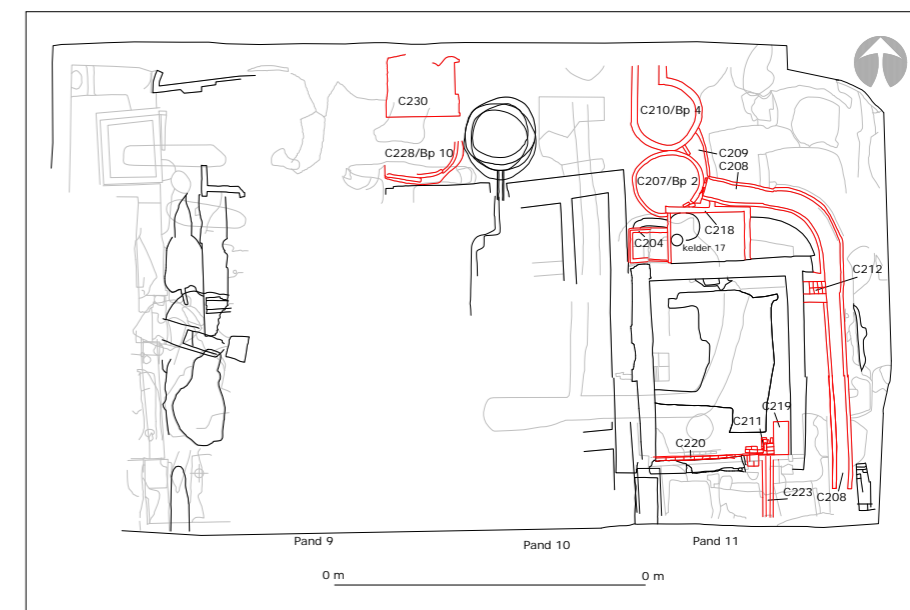 C230
C210/Bp 4
C228/Bp 10
C209
C208
C207/Bp 2
C218
C204
kelder 17
C212
C219
C211
C220
C223
C208
Pand 9
Pand 10
Pand 11
0 m
0 m